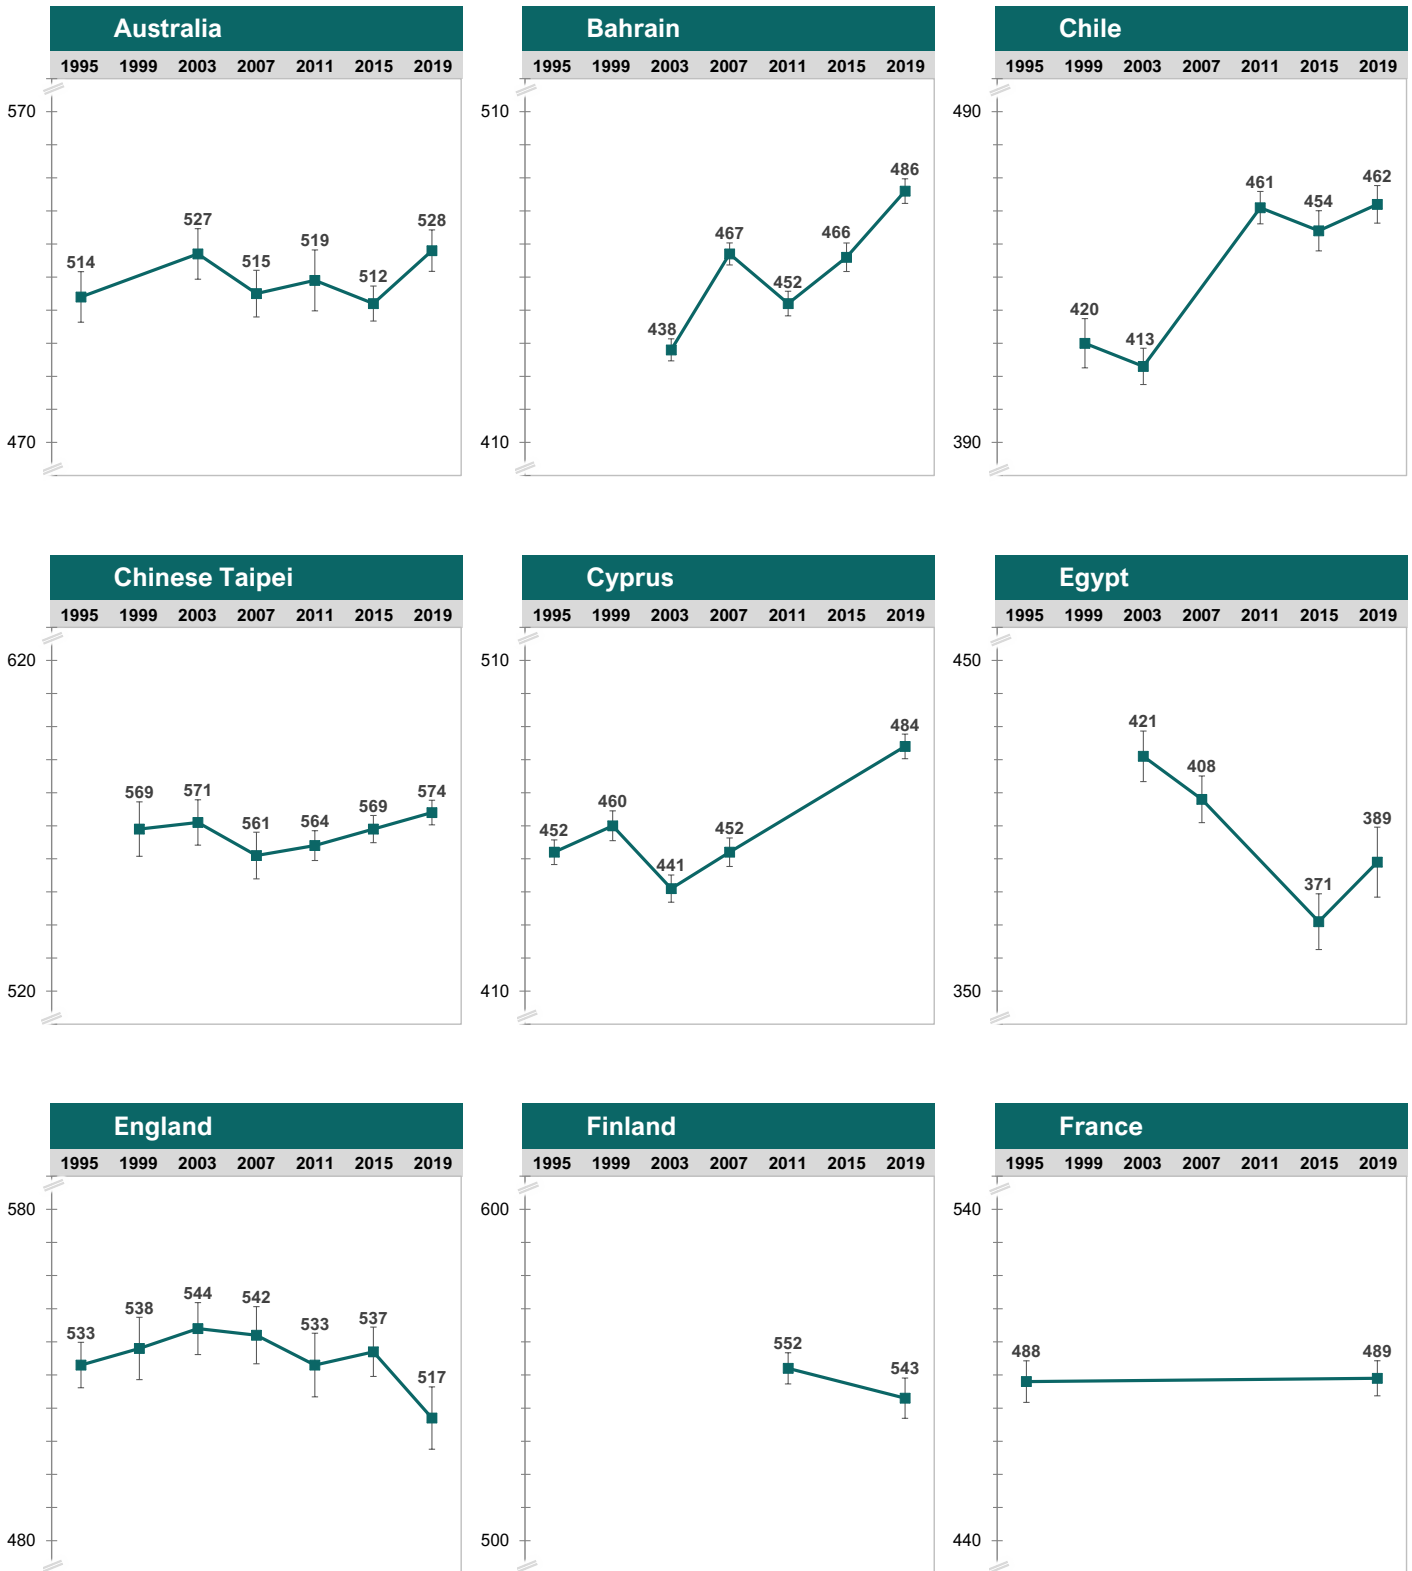 Australia Bahrain Chile
1995 1999 2003 2007 2011 2015 2019 1995 1999 2003 2007 2011 2015 2019 1995 1999 2003 2007 2011 2015 2019
570 510 490
514 527 515 519 512 528
438 467 452 466 486
420 413 461 454 462
470 410 390
Chinese Taipei Cyprus Egypt
1995 1999 2003 2007 2011 2015 2019 1995 1999 2003 2007 2011 2015 2019 1995 1999 2003 2007 2011 2015 2019
620 510 450
569 571 561 564 569 574
452 460 441 452 484
421 408 371 389
520 410 350
England Finland France
1995 1999 2003 2007 2011 2015 2019 1995 1999 2003 2007 2011 2015 2019 1995 1999 2003 2007 2011 2015 2019
580 600 540
533 538 544 542 533 537 517
552 543
488 489
480 500 440